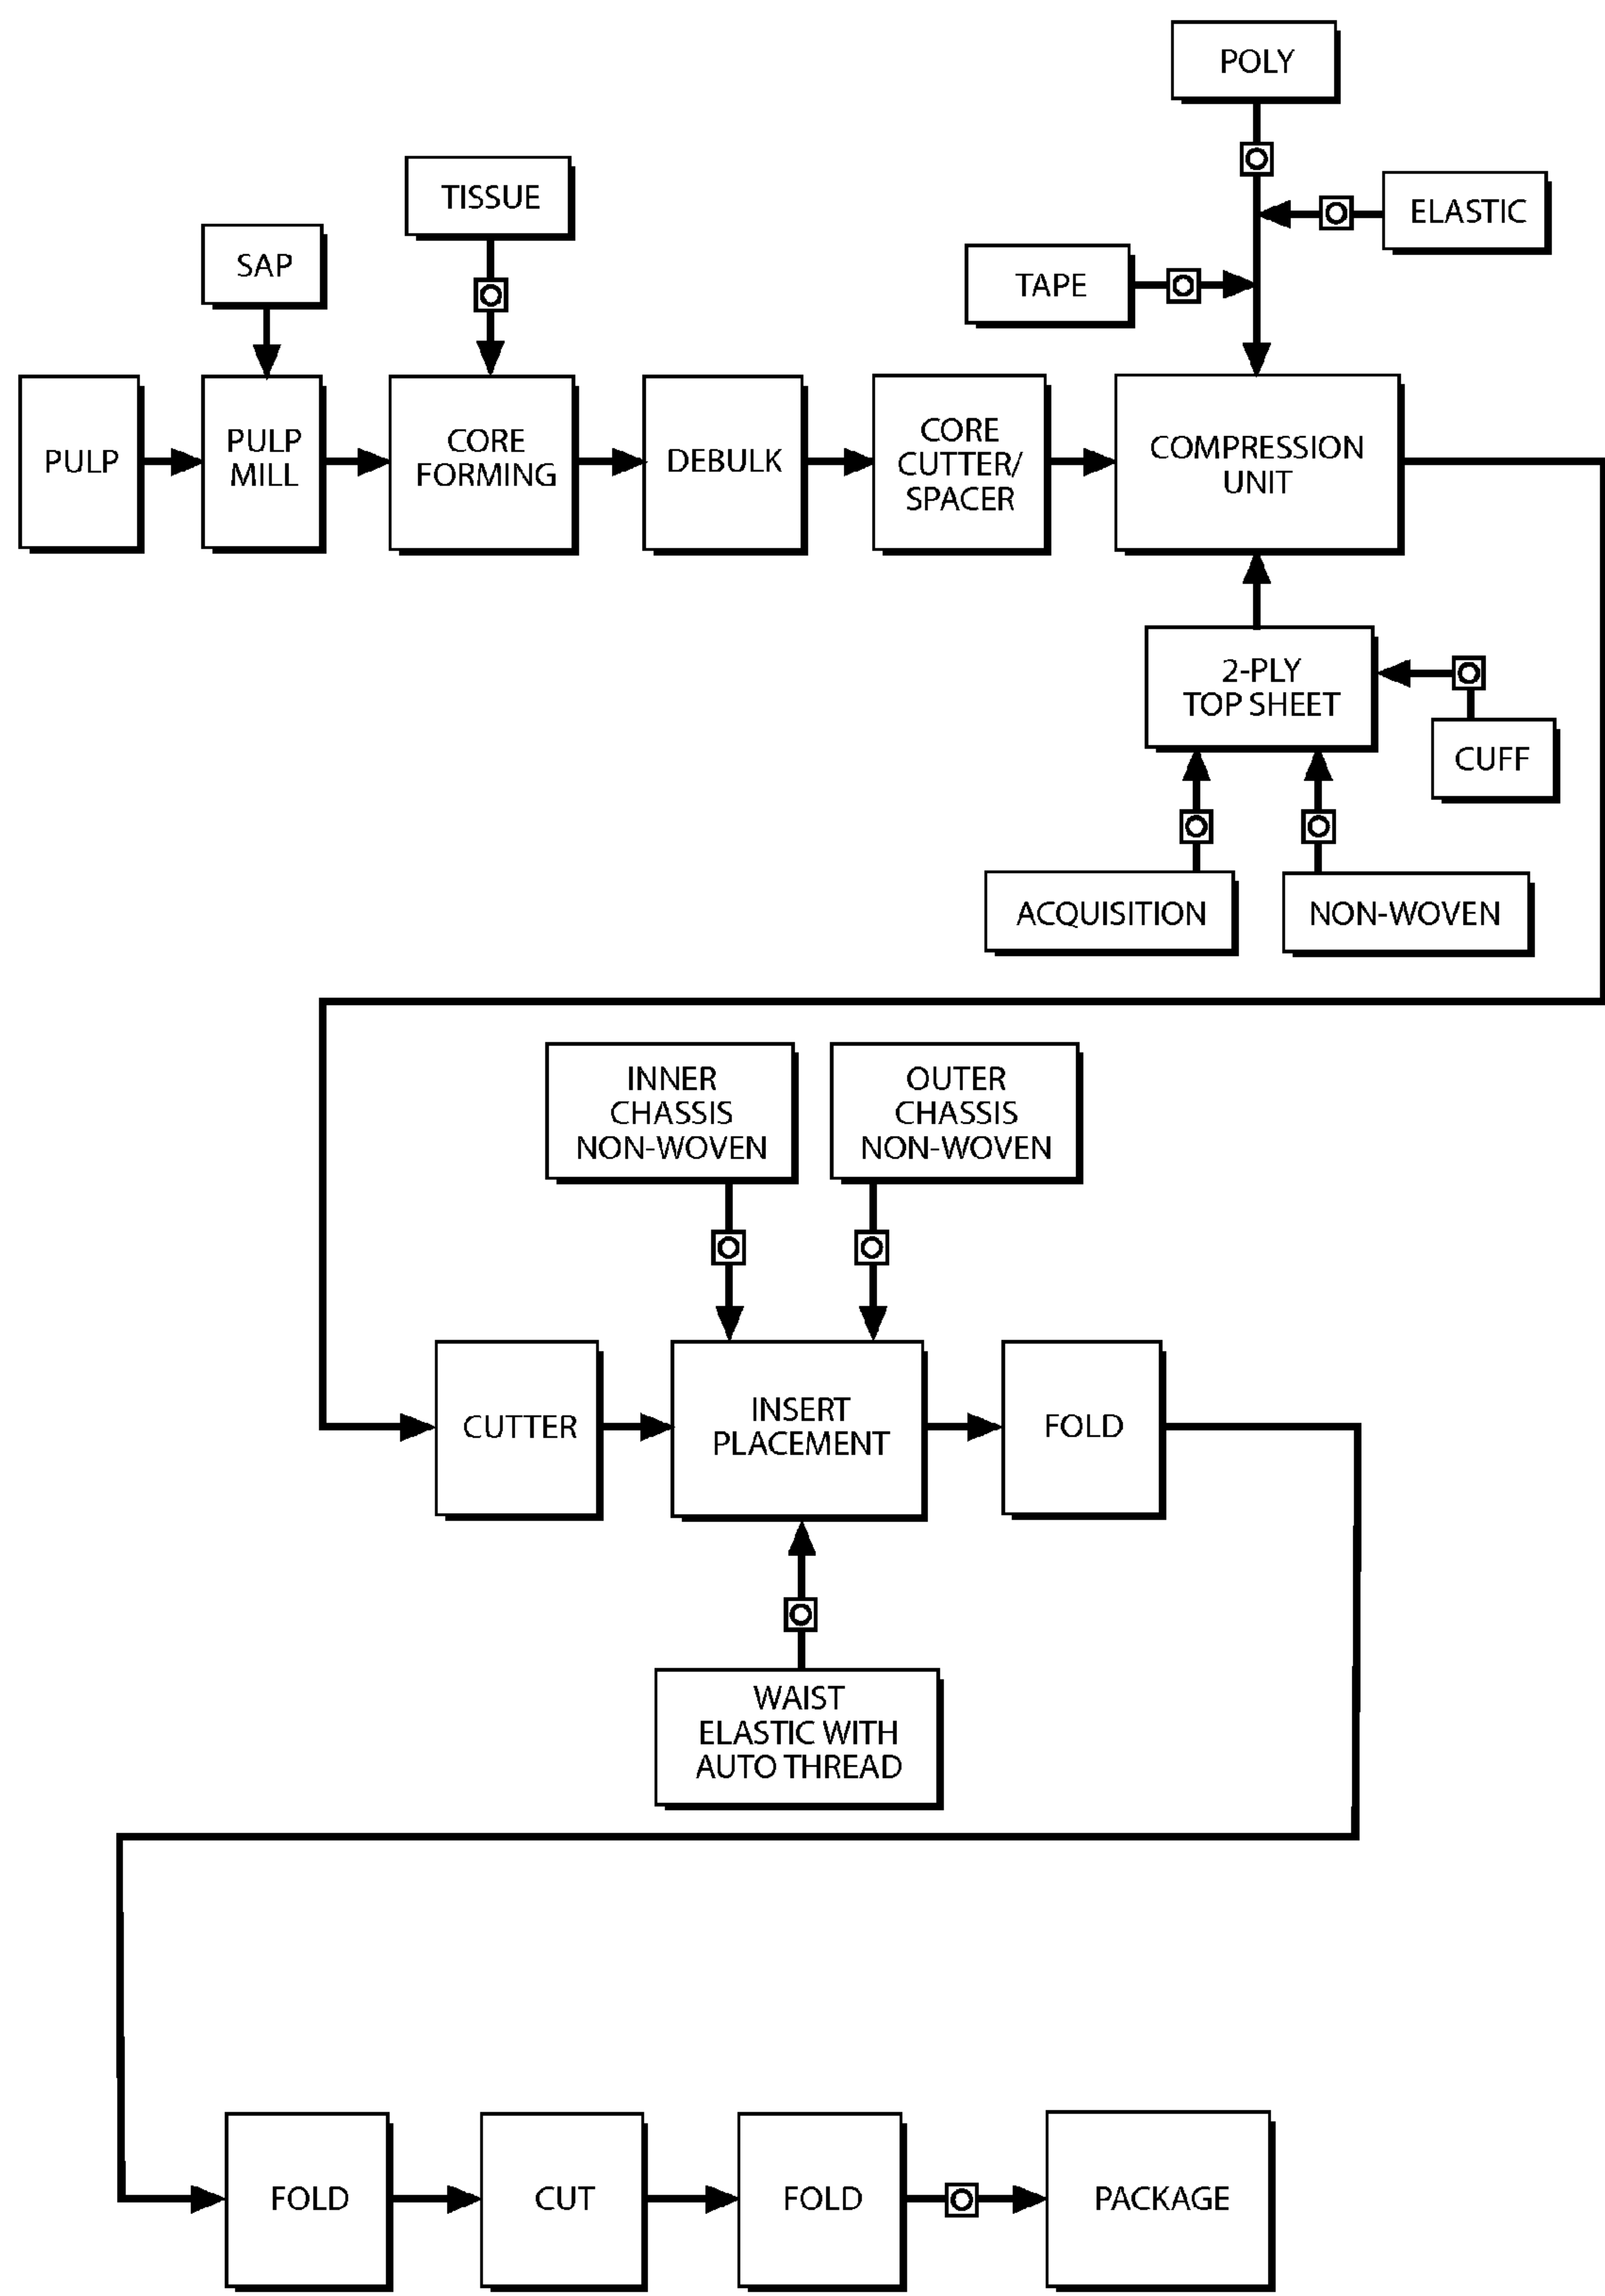 POLY
TISSUE
ELASTIC
SAP
TAPE
PULP
PULP
MILL
CORE
FORMING
DEBULK
CORE
CUTTER/
SPACER
COMPRESSION
UNIT
2-PLY
TOP SHEET
CUFF
ACQUISITION
NON-WOVEN
INNER
CHASSIS
NON-WOVEN
OUTER
CHASSIS
NON-WOVEN
CUTTER
INSERT
PLACEMENT
FOLD
WAIST
ELASTIC WITH
AUTO THREAD
FOLD
CUT
FOLD
PACKAGE